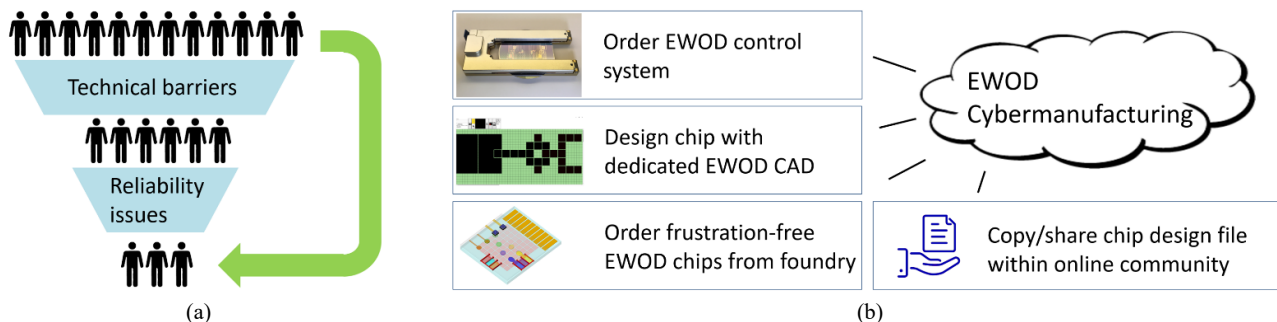 Technical barriers
Reliability
issues
(a)
Order EWOD control
system
Design chip with
dedicated EWOD CAD
Order frustration-free
EWOD chips from foundry
EWOD
Cybermanufacturing
Copy/share chip design file
within online community
(b)